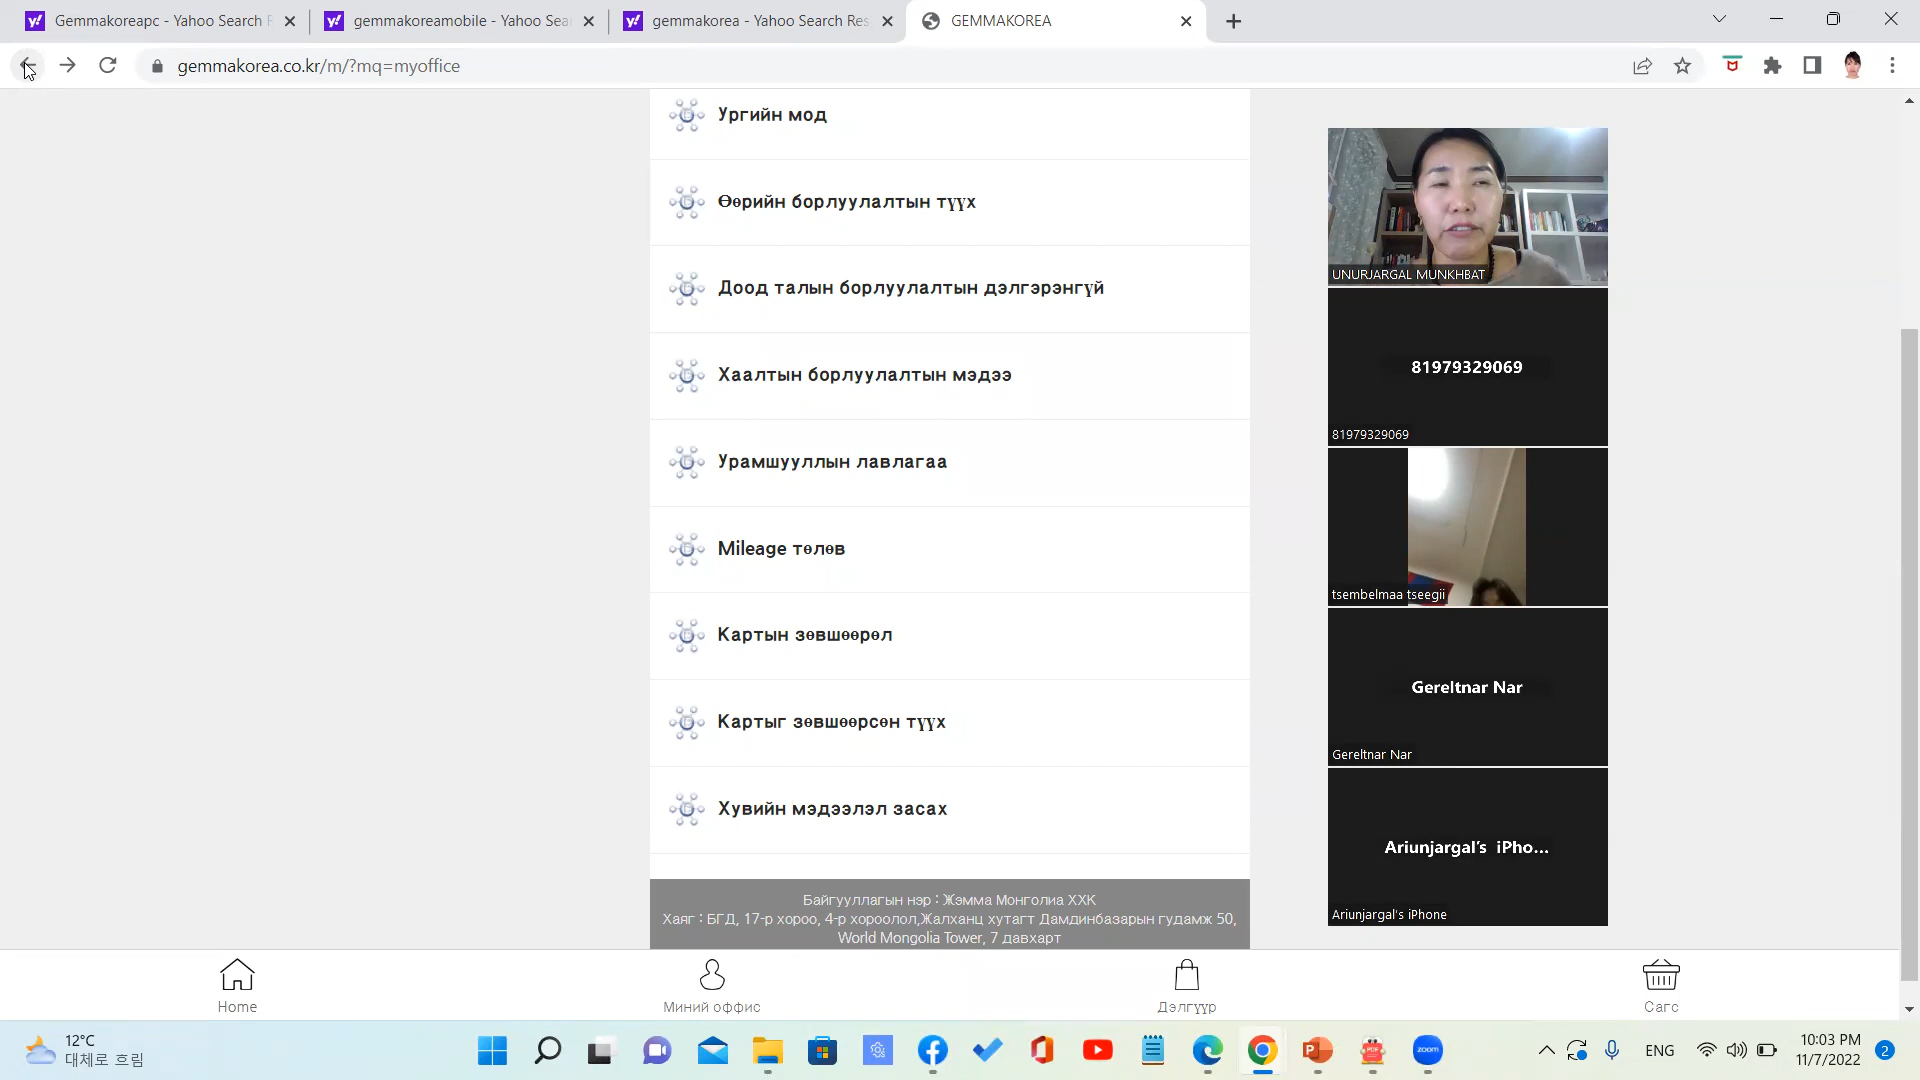 Gemmakoreapc - Yahoo Search R
gemmakoreamobile - Yahoo Sea
gemmakorea - Yahoo Search Res
GEMMAKOREA
gemmakorea.co.kr/m/?mq=myoffice
Ургийн мод
Өөрийн борлуулалтын түүх
Доод талын борлуулалтын дэлгэрэнгүй
Хаалтын борлуулалтын мэдээ
Урамшууллын лавлагаа
Mileage төлөв
Картын зөвшөөрөл
Картыг зөвшөөрсөн түүх
Хувийн мэдээлэл засах
Байгууллагын нэр : Жэмма Монголиа ХХК
Хаяг : БГД, 17-р хороо, 4-р хороолол,Жалханц хутагт Дамдинбазарын гудамж 50,
World Mongolia Tower, 7 давхарт
UNURJARGAL MUNKHBAT
81979329069
81979329069
tsembelmaa tseegii
Gereltnar Nar
Gereltnar Nar
Ariunjargal's iPho...
Ariunjargal's iPhone
Home
Миний оффис
Дэлгүүр
Сагс
12°C
대체로 흐림
zoom
ENG
10:03 PM
11/7/2022
2